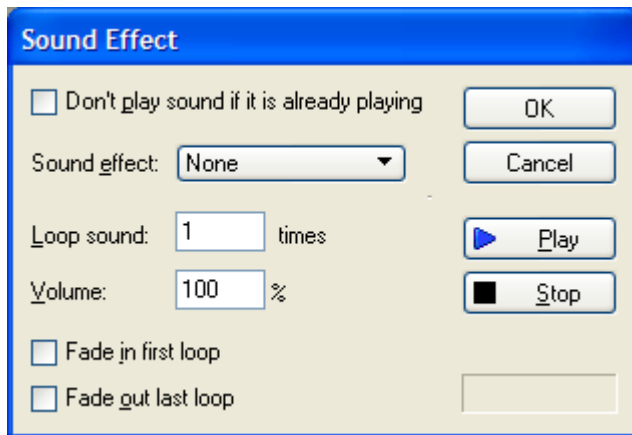 Sound Effect
Don't play sound if it is already playing
OK
Sound effect: None
Cancel
Loop sound: 1 times
Play
Volume: 100 %
Stop
Fade in first loop
Fade out last loop